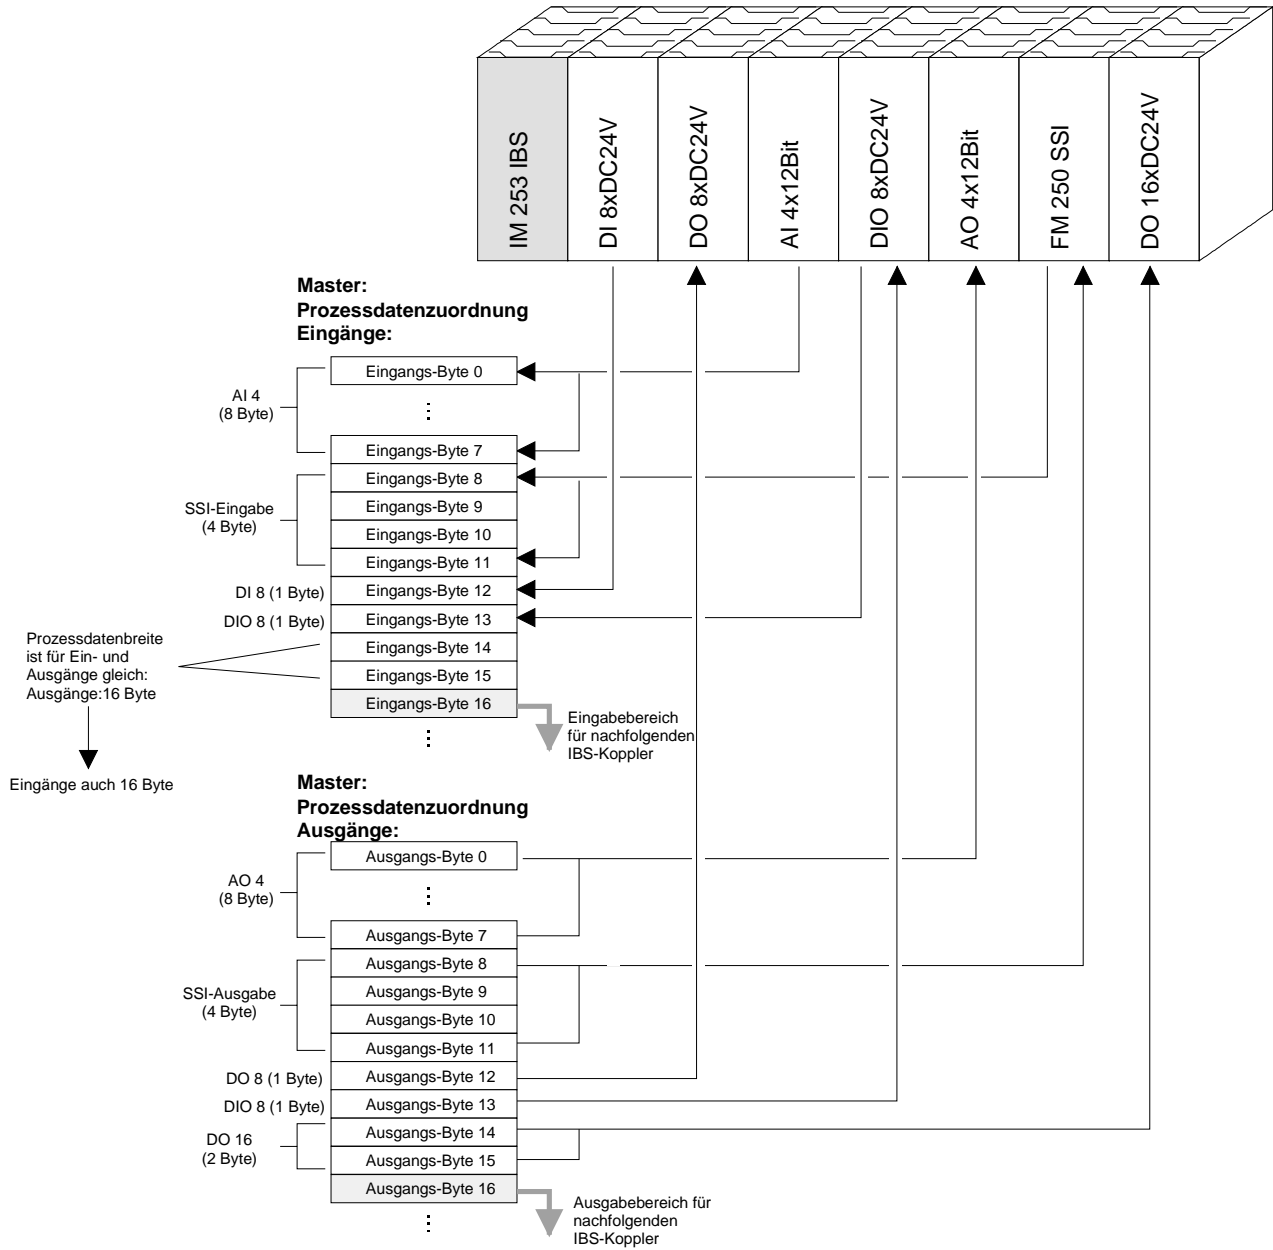 IM 253 IBS
DI 8xDC24V
DO 8xDC24V
AI 4x12Bit
DIO 8xDC24V
AO 4x12Bit
FM 250 SSI
DO 16xDC24V
Master:
Prozessdatenzuordnung
Eingänge:
Eingangs-Byte 0
AI 4
(8 Byte)
Eingangs-Byte 7
Eingangs-Byte 8
SSI-Eingabe
(4 Byte)
Eingangs-Byte 9
Eingangs-Byte 10
Eingangs-Byte 11
DI 8 (1 Byte)
Eingangs-Byte 12
DIO 8 (1 Byte)
Eingangs-Byte 13
Prozessdatenbreite
ist für Ein- und
Ausgänge gleich:
Ausgänge:16 Byte
Eingänge auch 16 Byte
Eingangs-Byte 14
Eingangs-Byte 15
Eingangs-Byte 16
Eingabebereich
für nachfolgenden
IBS-Koppler
Master:
Prozessdatenzuordnung
Ausgänge:
Ausgangs-Byte 0
AO 4
(8 Byte)
Ausgangs-Byte 7
Ausgangs-Byte 8
SSI-Ausgabe
(4 Byte)
Ausgangs-Byte 9
Ausgangs-Byte 10
Ausgangs-Byte 11
DO 8 (1 Byte)
Ausgangs-Byte 12
DIO 8 (1 Byte)
Ausgangs-Byte 13
DO 16
(2 Byte)
Ausgangs-Byte 14
Ausgangs-Byte 15
Ausgangs-Byte 16
Ausgabebereich für
nachfolgenden
IBS-Koppler